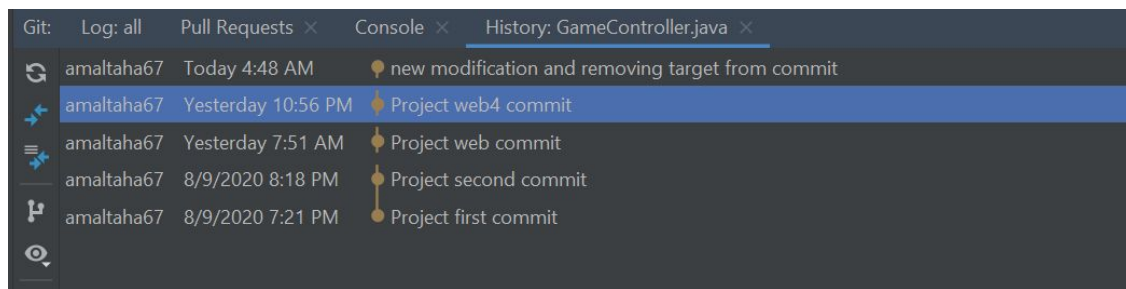 Git: Log: all Pull Requests × Console × History: GameController.java ×
amaltaha67 Today 4:48 AM new modification and removing target from commit
amaltaha67 Yesterday 10:56 PM Project web4 commit
amaltaha67 Yesterday 7:51 AM Project web commit
amaltaha67 8/9/2020 8:18 PM Project second commit
amaltaha67 8/9/2020 7:21 PM Project first commit